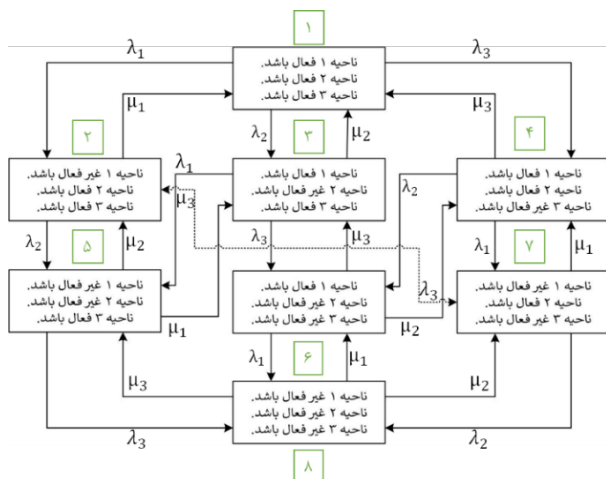 ۱
λ₁
ناحیه ۱ فعال باشد.
ناحیه ۲ فعال باشد.
ناحیه ۳ فعال باشد.
λ₃
μ₁
λ₂
μ₂
μ₃
۲
۳
۴
ناحیه ۱ غیر فعال باشد.
ناحیه ۲ فعال باشد.
ناحیه ۳ فعال باشد.
λ₁
μ₃
ناحیه ۱ فعال باشد.
ناحیه ۲ غیر فعال باشد.
ناحیه ۳ فعال باشد.
λ₂
ناحیه ۱ فعال باشد.
ناحیه ۲ فعال باشد.
ناحیه ۳ غیر فعال باشد.
λ₂
۵
μ₂
λ₃
μ₃
λ₁
۷
μ₁
ناحیه ۱ غیر فعال باشد.
ناحیه ۲ غیر فعال باشد.
ناحیه ۳ فعال باشد.
μ₁
ناحیه ۱ فعال باشد.
ناحیه ۲ غیر فعال باشد.
ناحیه ۳ غیر فعال باشد.
λ₃
μ₂
ناحیه ۱ غیر فعال باشد.
ناحیه ۲ فعال باشد.
ناحیه ۳ غیر فعال باشد.
λ₁
۶
μ₁
μ₃
μ₂
ناحیه ۱ غیر فعال باشد.
ناحیه ۲ غیر فعال باشد.
ناحیه ۳ غیر فعال باشد.
λ₃
λ₂
۸